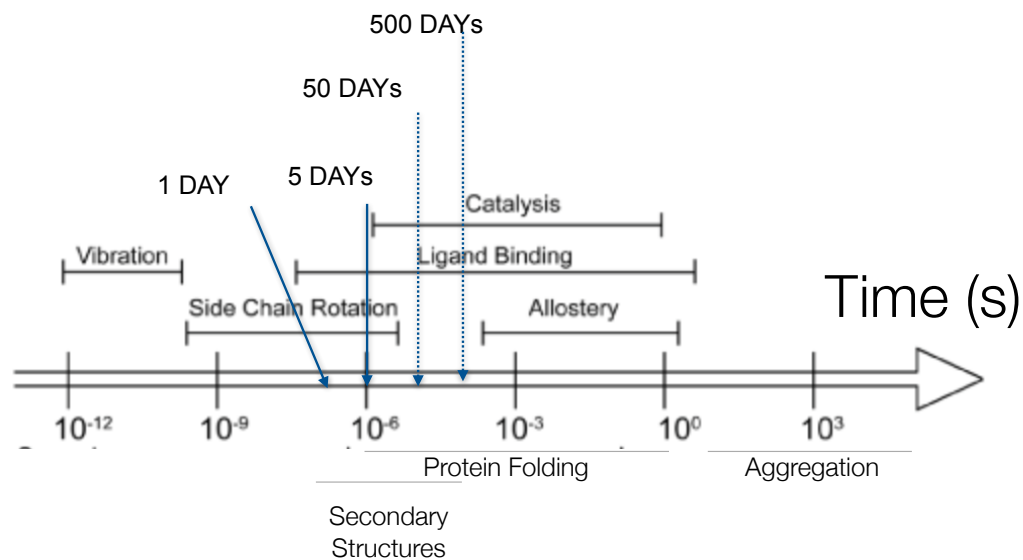 500 DAYs
50 DAYs
1 DAY
5 DAYs
Catalysis
Vibration
Ligand Binding
Side Chain Rotation
Allostery
Time (s)
10⁻¹²
10⁻⁹
10⁻⁶
10⁻³
10⁰
10³
Protein Folding
Aggregation
Secondary
Structures